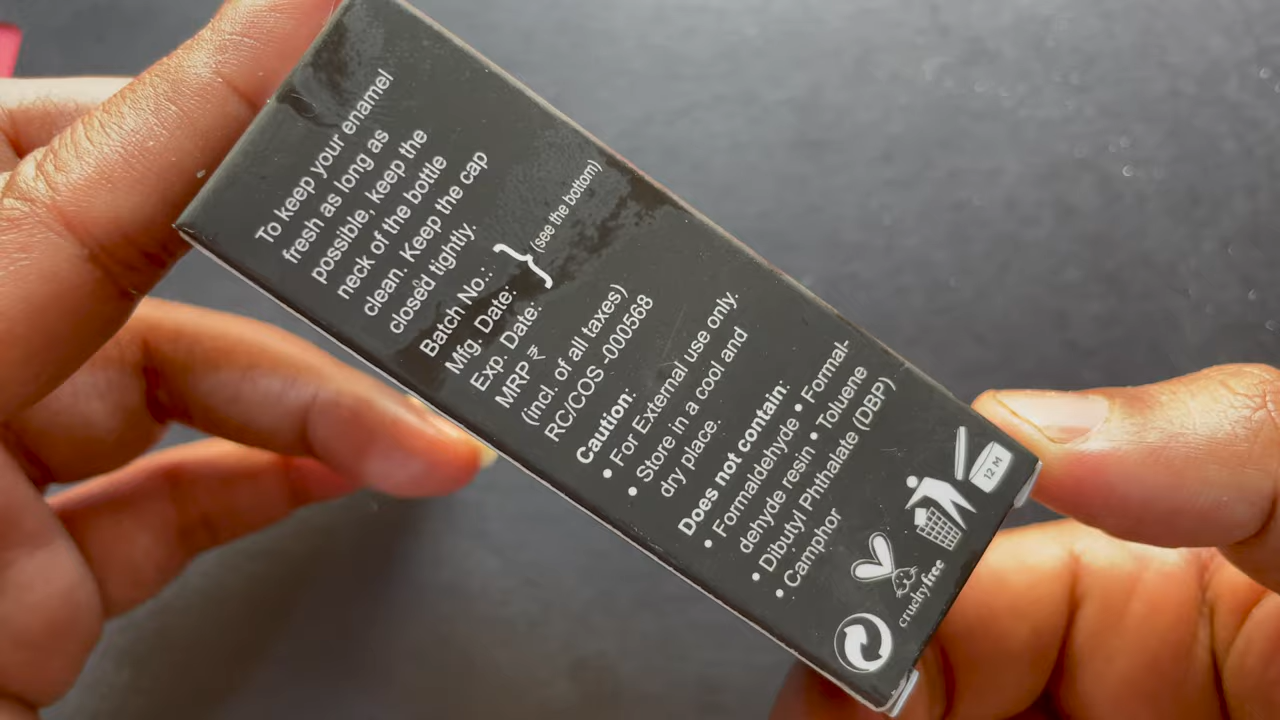 To keep your enamel
fresh as long as
possible, keep the
neck of the bottle
clean. Keep the cap
closed tightly.
Batch No.:
Mfg. Date:
Exp. Date:
} (see the bottom)
MRP ₹
(incl. of all taxes)
RC/COS -000568
Caution:
• For External use only.
• Store in a cool and
dry place.
Does not contain:
• Formaldehyde • Formal-
dehyde resin • Toluene
• Dibutyl Phthalate (DBP)
• Camphor
12 M
crueltyfree